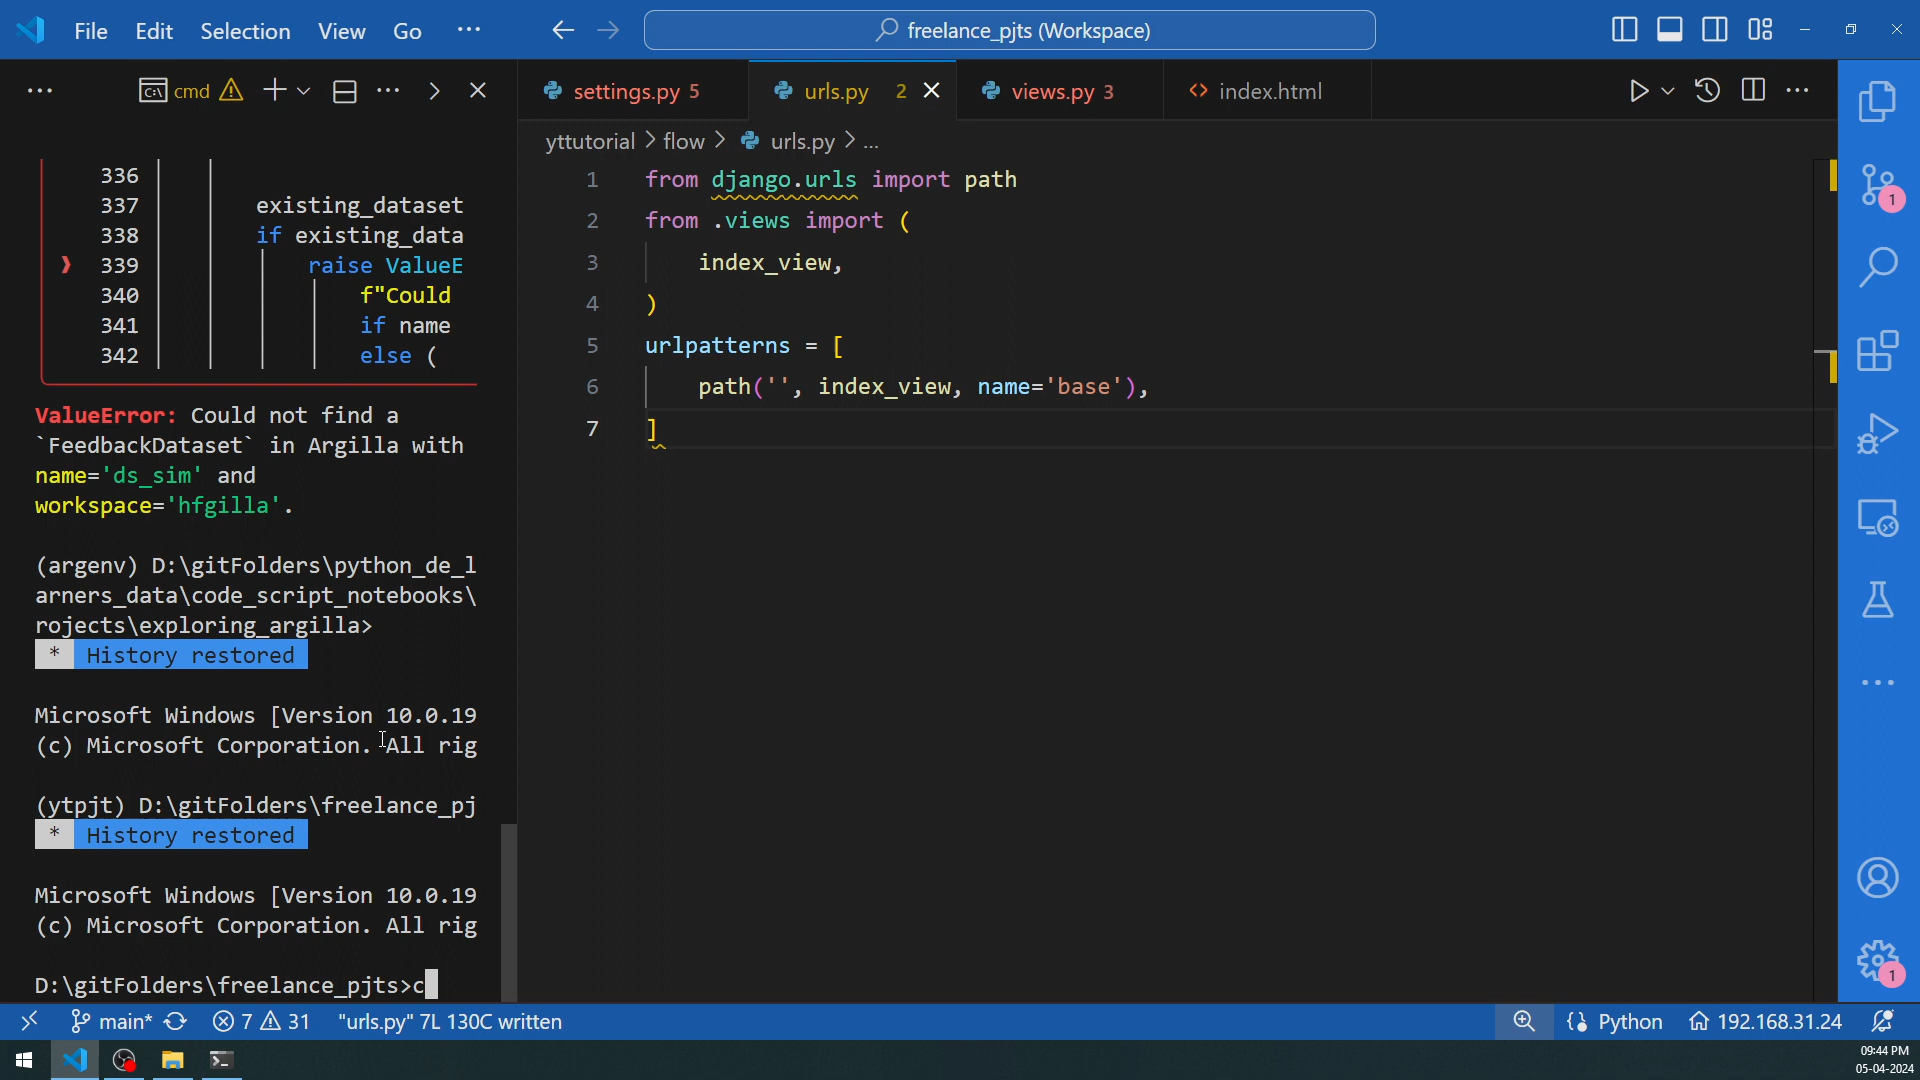 File Edit Selection View Go ...
freelance_pjts (Workspace)
cmd
settings.py 5
urls.py 2
views.py 3
index.html
yttutorial > flow > urls.py > ...
336
337 existing_dataset
338 if existing_data
339 raise ValueE
340 f"Could
341 if name
342 else (
ValueError: Could not find a
`FeedbackDataset` in Argilla with
name='ds_sim' and
workspace='hfgilla'.
(argenv) D:\gitFolders\python_de_l
arners_data\code_script_notebooks\
rojects\exploring_argilla>
* History restored
Microsoft Windows [Version 10.0.19
(c) Microsoft Corporation. All rig
(ytpjt) D:\gitFolders\freelance_pj
* History restored
Microsoft Windows [Version 10.0.19
(c) Microsoft Corporation. All rig
D:\gitFolders\freelance_pjts>c
1 from django.urls import path
2 from .views import (
3 index_view,
4 )
5 urlpatterns = [
6 path('', index_view, name='base'),
7 ]
1
1
main* 7 31 "urls.py" 7L 130C written
{} Python 192.168.31.24
09:44 PM
05-04-2024